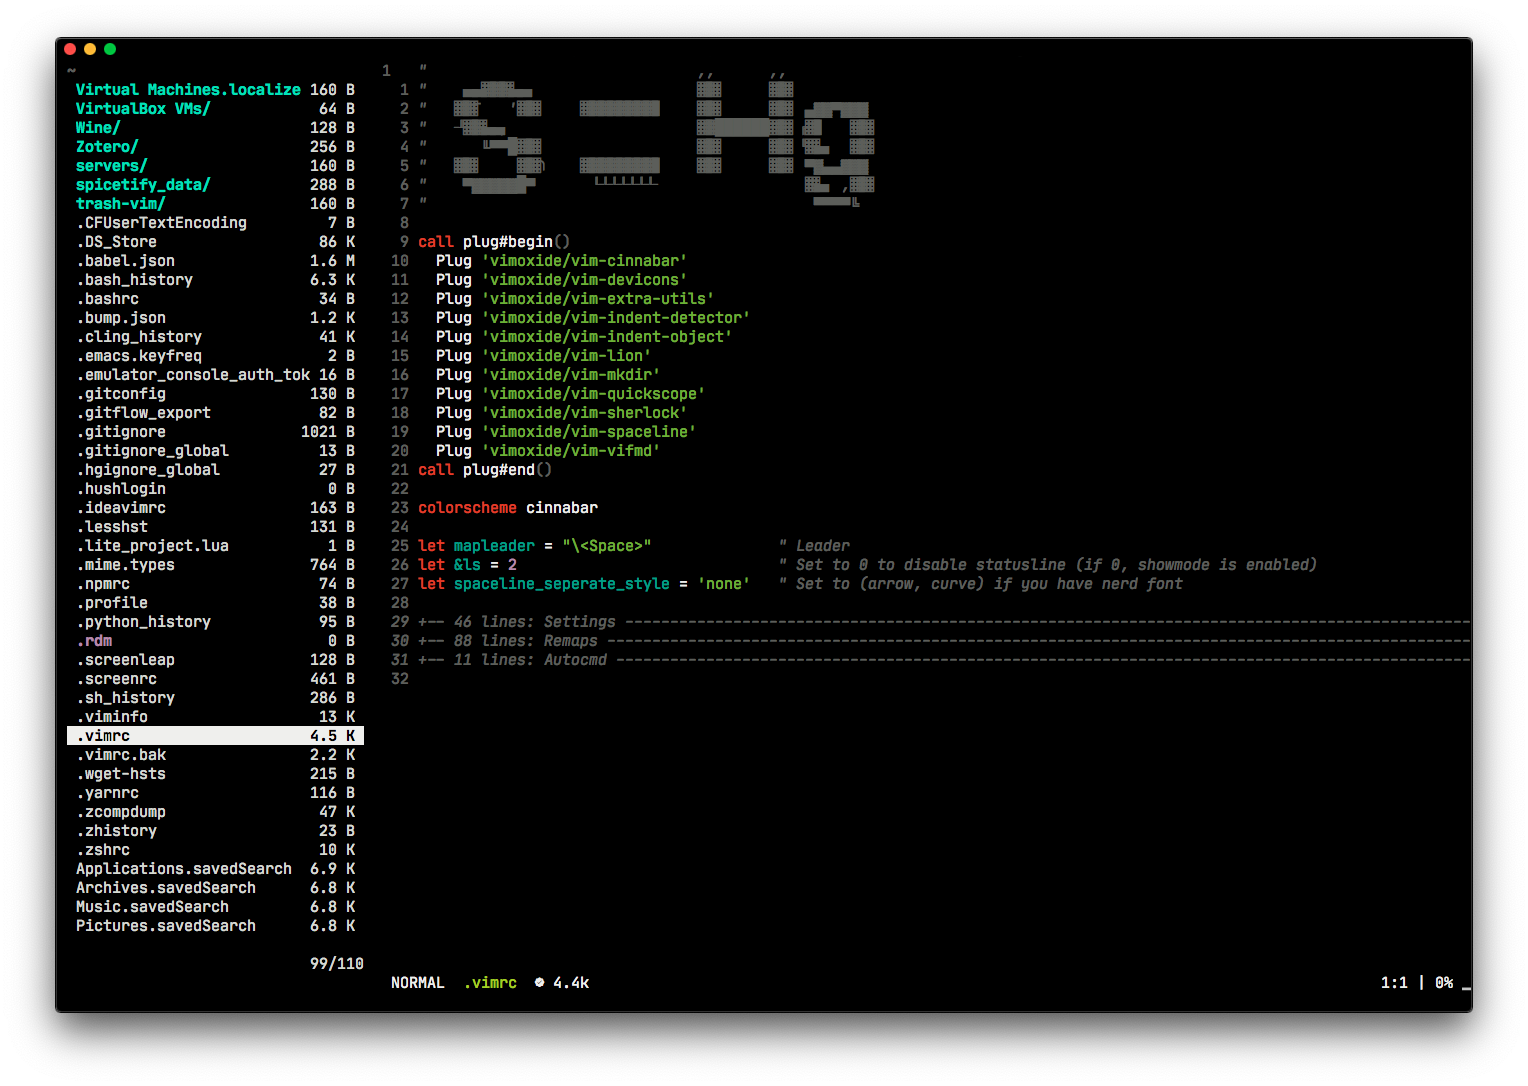 ~
Virtual Machines.localize 160 B
VirtualBox VMs/ 64 B
Wine/ 128 B
Zotero/ 256 B
servers/ 160 B
spicetify_data/ 288 B
trash-vim/ 160 B
.CFUserTextEncoding 7 B
.DS_Store 86 K
.babel.json 1.6 M
.bash_history 6.3 K
.bashrc 34 B
.bump.json 1.2 K
.cling_history 41 K
.emacs.keyfreq 2 B
.emulator_console_auth_tok 16 B
.gitconfig 130 B
.gitflow_export 82 B
.gitignore 1021 B
.gitignore_global 13 B
.hgignore_global 27 B
.hushlogin 0 B
.ideavimrc 163 B
.lesshst 131 B
.lite_project.lua 1 B
.mime.types 764 B
.npmrc 74 B
.profile 38 B
.python_history 95 B
.rdm 0 B
.screenleap 128 B
.screenrc 461 B
.sh_history 286 B
.viminfo 13 K
.vimrc 4.5 K
.vimrc.bak 2.2 K
.wget-hsts 215 B
.yarnrc 116 B
.zcompdump 47 K
.zhistory 23 B
.zshrc 10 K
Applications.savedSearch 6.9 K
Archives.savedSearch 6.8 K
Music.savedSearch 6.8 K
Pictures.savedSearch 6.8 K
99/110
1 "
1 "
2 "
3 "
4 "
5 "
6 "
7 "
8
9 call plug#begin()
10 Plug 'vimoxide/vim-cinnabar'
11 Plug 'vimoxide/vim-devicons'
12 Plug 'vimoxide/vim-extra-utils'
13 Plug 'vimoxide/vim-indent-detector'
14 Plug 'vimoxide/vim-indent-object'
15 Plug 'vimoxide/vim-lion'
16 Plug 'vimoxide/vim-mkdir'
17 Plug 'vimoxide/vim-quickscope'
18 Plug 'vimoxide/vim-sherlock'
19 Plug 'vimoxide/vim-spaceline'
20 Plug 'vimoxide/vim-vifmd'
21 call plug#end()
22
23 colorscheme cinnabar
24
25 let mapleader = "\<Space>" " Leader
26 let &ls = 2 " Set to 0 to disable statusline (if 0, showmode is enabled)
27 let spaceline_seperate_style = 'none' " Set to (arrow, curve) if you have nerd font
28
29 +-- 46 lines: Settings ----------------------------------------------------------------------------------------------
30 +-- 88 lines: Remaps ------------------------------------------------------------------------------------------------
31 +-- 11 lines: Autocmd -----------------------------------------------------------------------------------------------
32
NORMAL .vimrc 4.4k 1:1 | 0% _